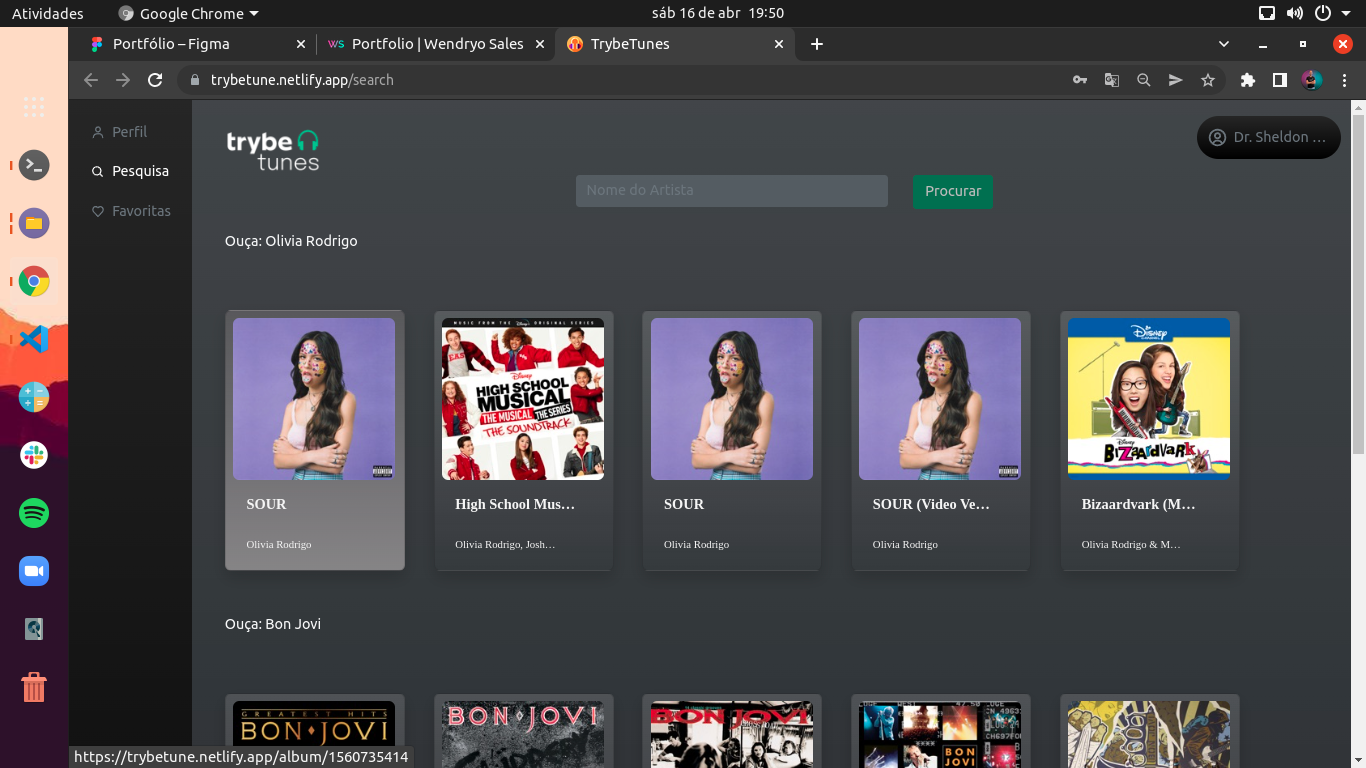 Atividades
Google Chrome
sáb 16 de abr 19:50
Portfólio – Figma
WS Portfolio | Wendryo Sales
TrybeTunes
trybetune.netlify.app/search
Perfil
Pesquisa
Favoritas
trybe
tunes
Dr. Sheldon ...
Nome do Artista
Procurar
Ouça: Olivia Rodrigo
SOUR
Olivia Rodrigo
MUSIC FROM THE Disney+ ORIGINAL SERIES
EAS
Disney
HIGH SCHOOL
MUSICAL
THE MUSICAL THE SERIES
THE SOUNDTRACK
High School Mus...
Olivia Rodrigo, Josh...
SOUR
Olivia Rodrigo
SOUR (Video Ve...
Olivia Rodrigo
Disney
CHANNEL
Disney
BIZAARDVARK
Bizaardvark (M...
Olivia Rodrigo & M...
Ouça: Bon Jovi
GREATEST HITS
BON JOVI
BON JOVI
BON JOVI
BON
JOVI
https://trybetune.netlify.app/album/1560735414